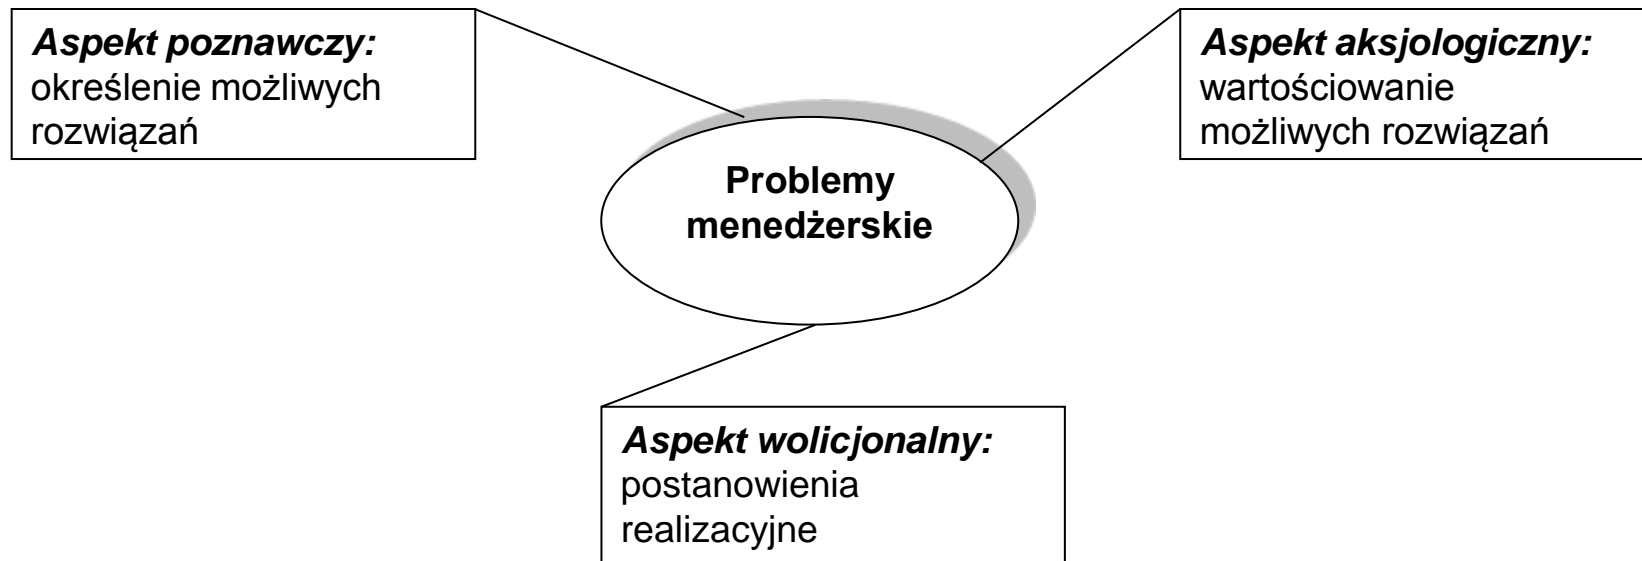 Aspekt poznawczy:
określenie możliwych
rozwiązań
Aspekt aksjologiczny:
wartościowanie
możliwych rozwiązań
Problemy
menedżerskie
Aspekt wolicjonalny:
postanowienia
realizacyjne